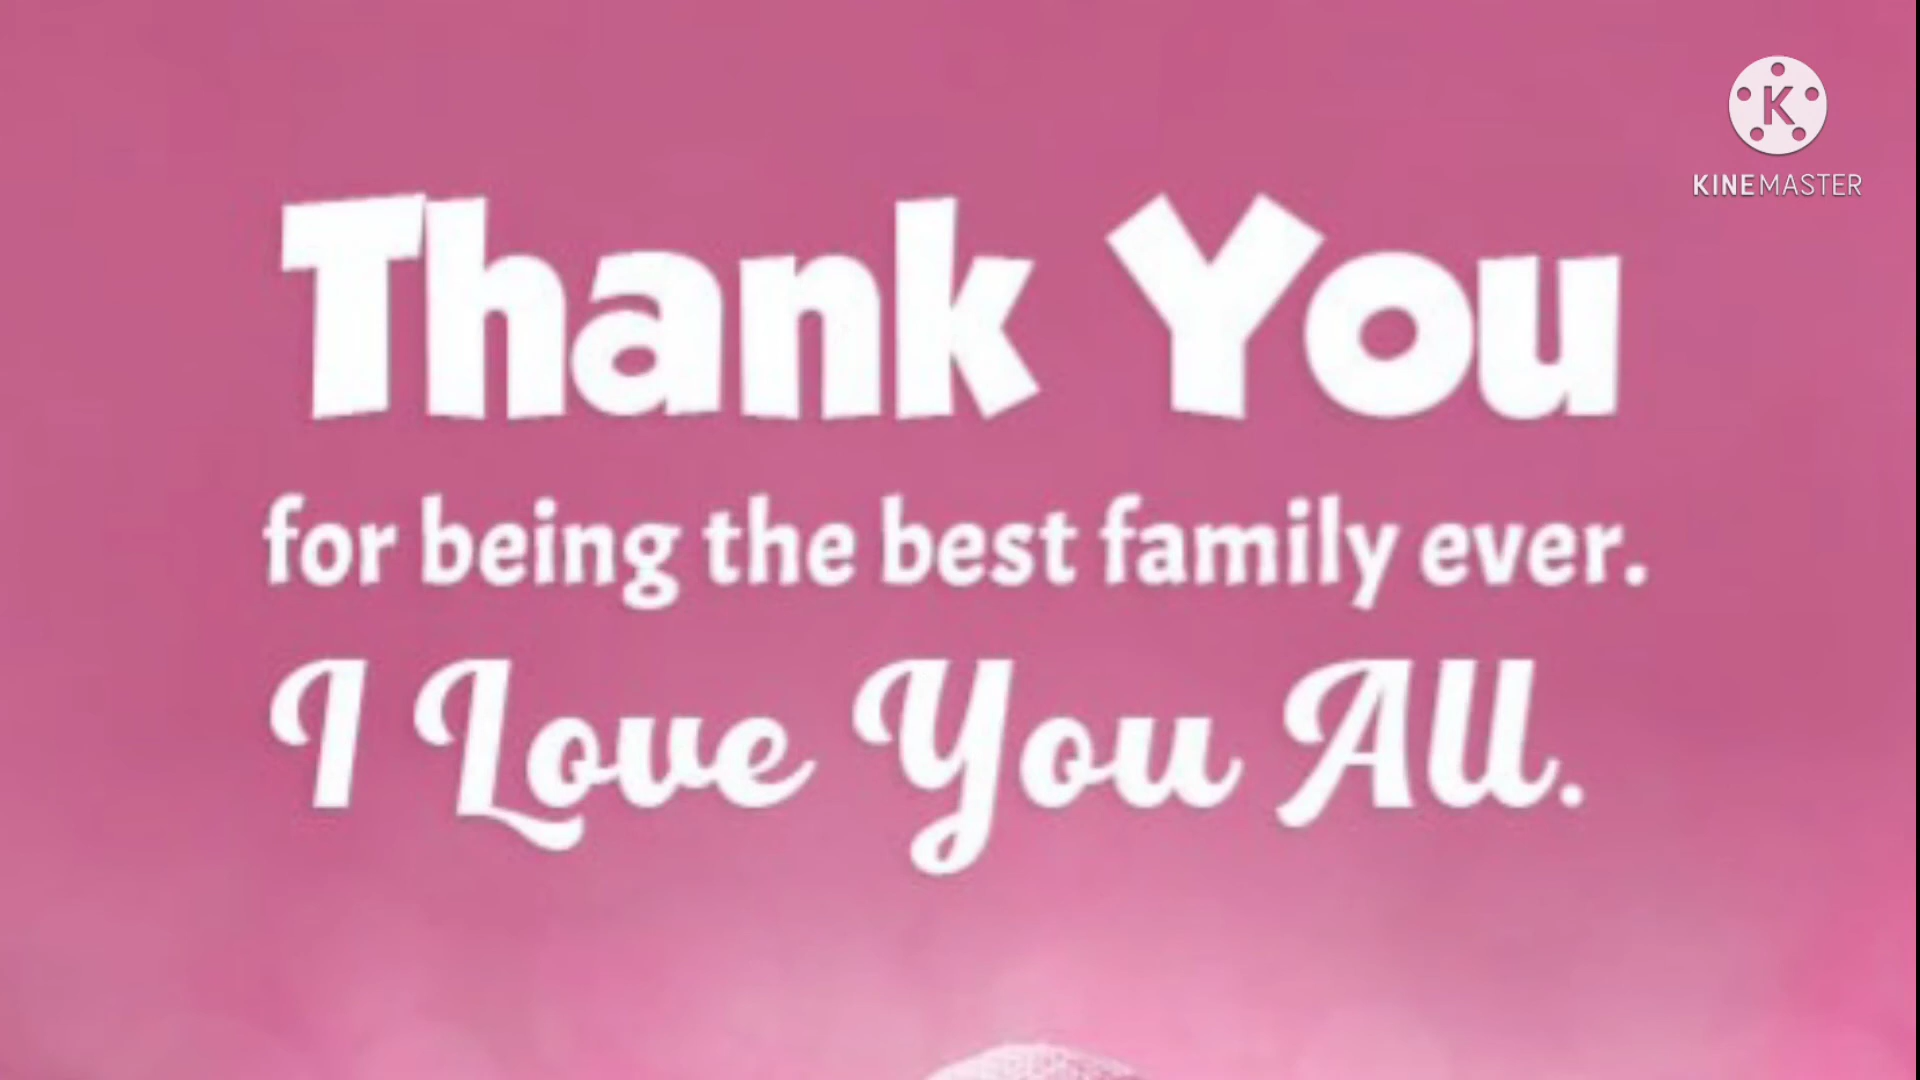 K
KINEMASTER
Thank You
for being the best family ever.
I Love You All.